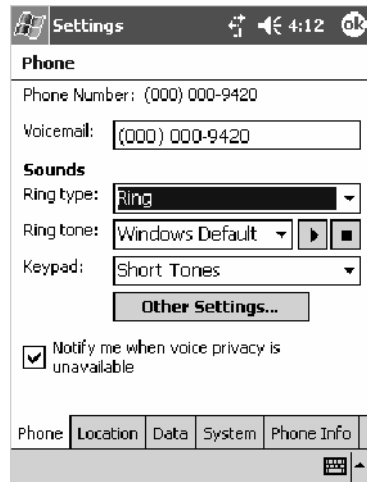 Settings 4:12 ok
Phone
Phone Number: (000) 000-9420
Voicemail: (000) 000-9420
Sounds
Ring type: Ring
Ring tone: Windows Default
Keypad: Short Tones
Other Settings...
Notify me when voice privacy is
unavailable
Phone Location Data System Phone Info